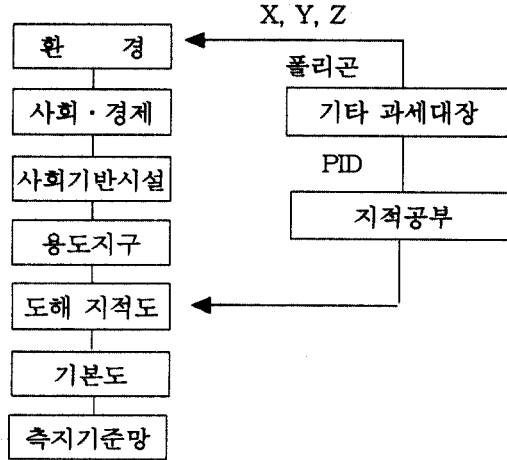 X, Y, Z
환 경
폴리곤
사회·경제
기타 과세대장
사회기반시설
PID
지적공부
용도지구
도해 지적도
기본도
측지기준망